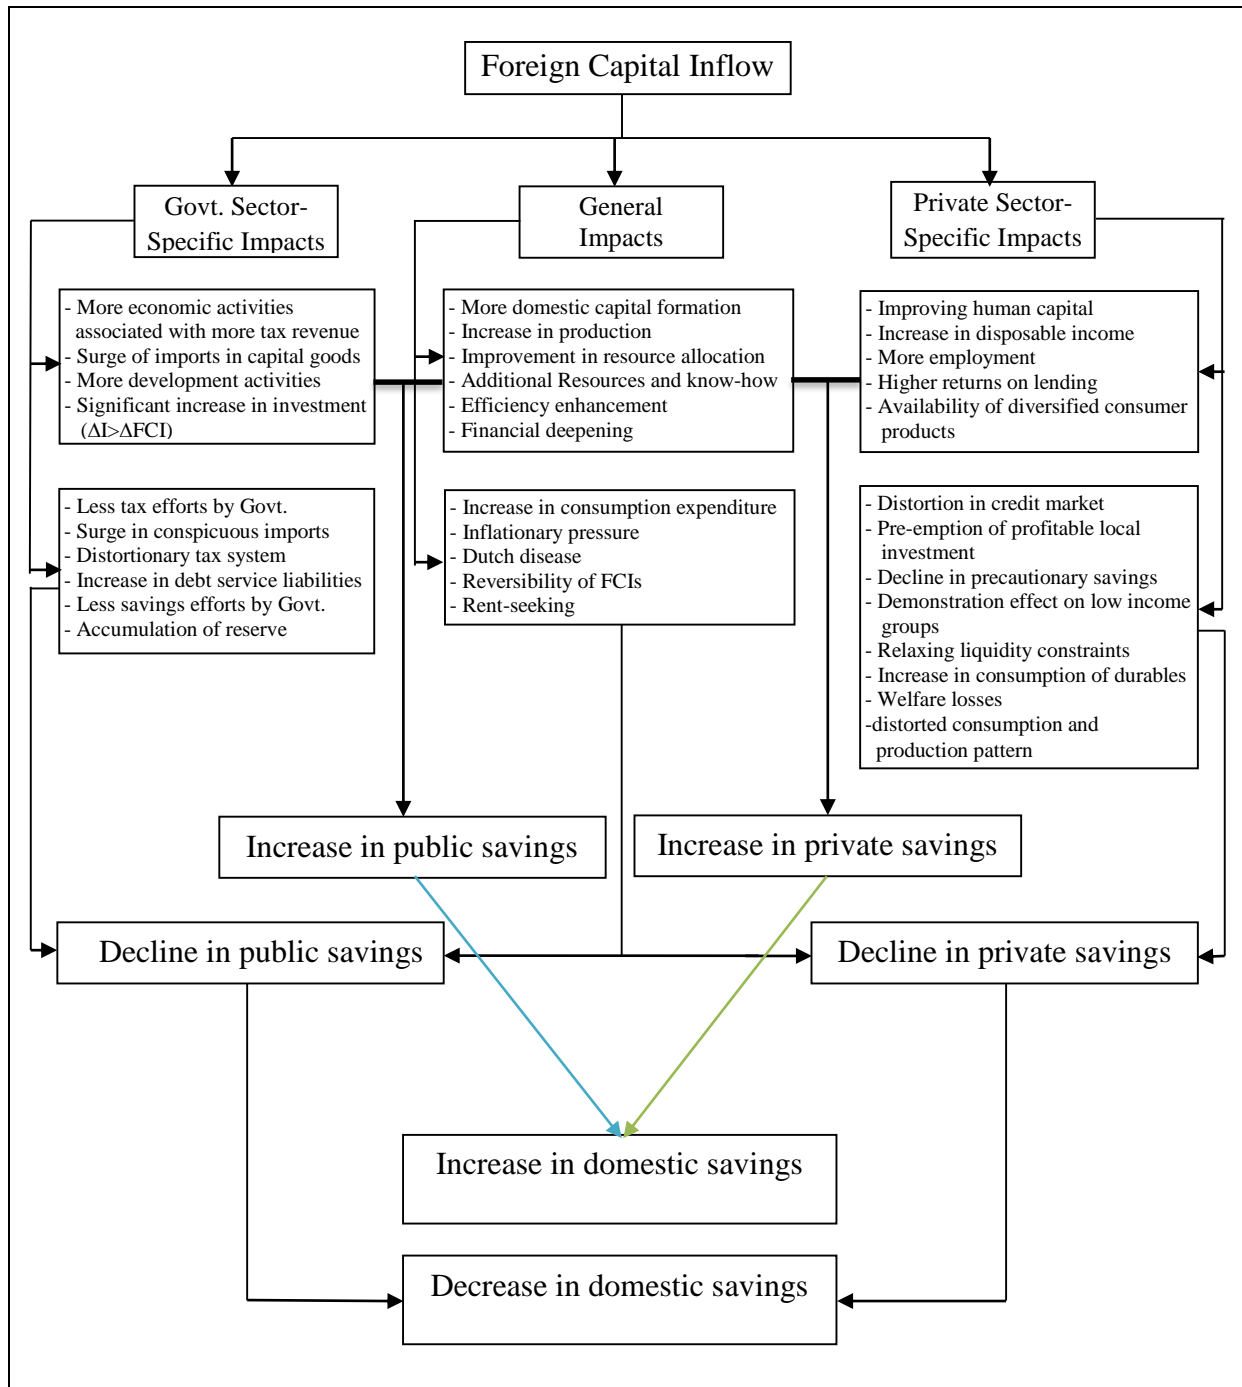 Foreign Capital Inflow
Govt. Sector-
Specific Impacts
General
Impacts
Private Sector-
Specific Impacts
- More economic activities
associated with more tax revenue
- Surge of imports in capital goods
- More development activities
- Significant increase in investment
(ΔI>ΔFCI)
- More domestic capital formation
- Increase in production
- Improvement in resource allocation
- Additional Resources and know-how
- Efficiency enhancement
- Financial deepening
- Improving human capital
- Increase in disposable income
- More employment
- Higher returns on lending
- Availability of diversified consumer
products
- Less tax efforts by Govt.
- Surge in conspicuous imports
- Distortionary tax system
- Increase in debt service liabilities
- Less savings efforts by Govt.
- Accumulation of reserve
- Increase in consumption expenditure
- Inflationary pressure
- Dutch disease
- Reversibility of FCIs
- Rent-seeking
- Distortion in credit market
- Pre-emption of profitable local
investment
- Decline in precautionary savings
- Demonstration effect on low income
groups
- Relaxing liquidity constraints
- Increase in consumption of durables
- Welfare losses
-distorted consumption and
production pattern
Increase in public savings
Increase in private savings
Decline in public savings
Decline in private savings
Increase in domestic savings
Decrease in domestic savings